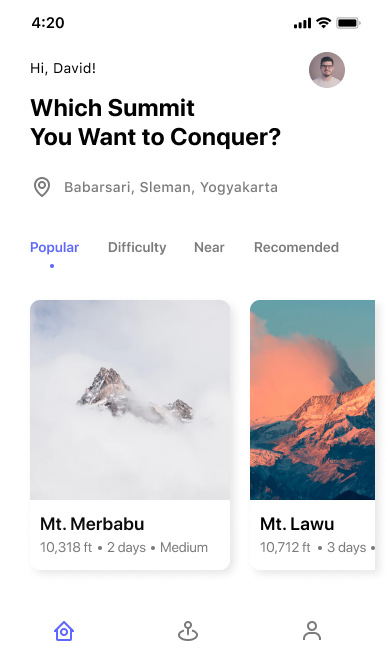 4:20
Hi, David!
Which Summit
You Want to Conquer?
Babarsari, Sleman, Yogyakarta
Popular Difficulty Near Recomended
Mt. Merbabu
10,318 ft • 2 days • Medium
Mt. Lawu
10,712 ft • 3 days •